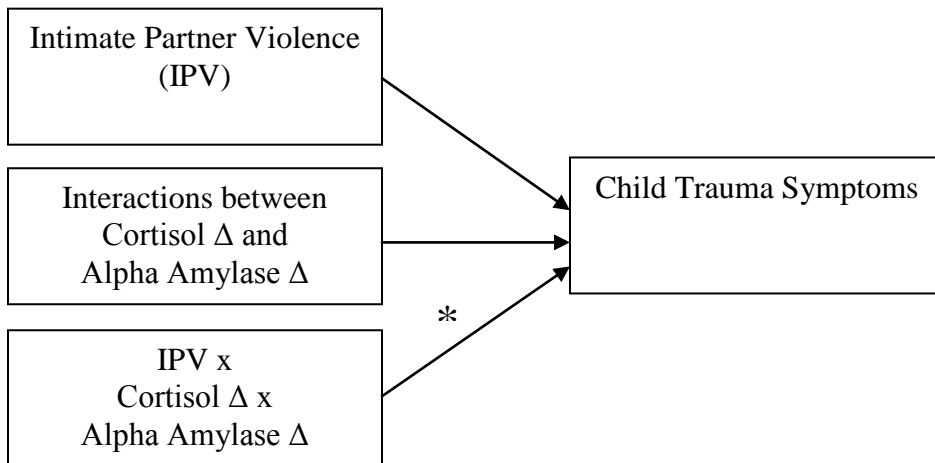 Intimate Partner Violence
(IPV)
Interactions between
Cortisol Δ and
Alpha Amylase Δ
Child Trauma Symptoms
*
IPV x
Cortisol Δ x
Alpha Amylase Δ